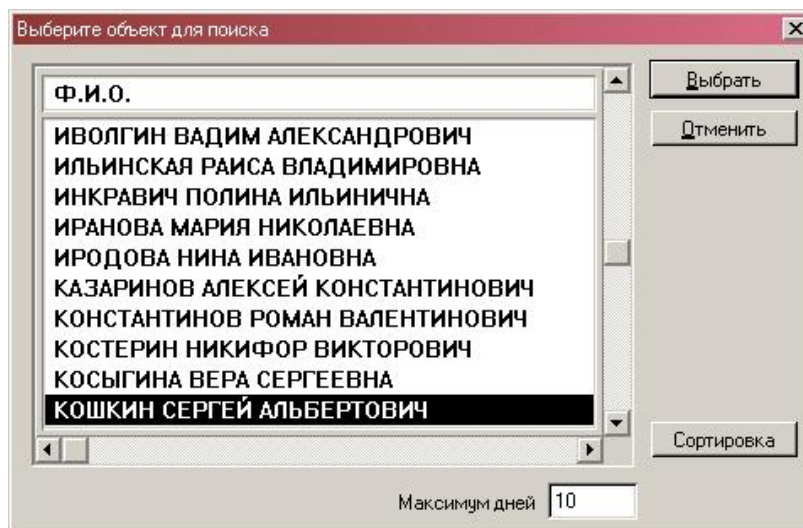 Выберите объект для поиска
Ф.И.О.
ИВОЛГИН ВАДИМ АЛЕКСАНДРОВИЧ
ИЛЬИНСКАЯ РАИСА ВЛАДИМИРОВНА
ИНКРАВИЧ ПОЛИНА ИЛЬИНИЧНА
ИРАНОВА МАРИЯ НИКОЛАЕВНА
ИРОДОВА НИНА ИВАНОВНА
КАЗАРИНОВ АЛЕКСЕЙ КОНСТАНТИНОВИЧ
КОНСТАНТИНОВ РОМАН ВАЛЕНТИНОВИЧ
КОСТЕРИН НИКИФОР ВИКТОРОВИЧ
КОСЫГИНА ВЕРА СЕРГЕЕВНА
КОШКИН СЕРГЕЙ АЛЬБЕРТОВИЧ
Выбрать
Отменить
Сортировка
Максимум дней 10